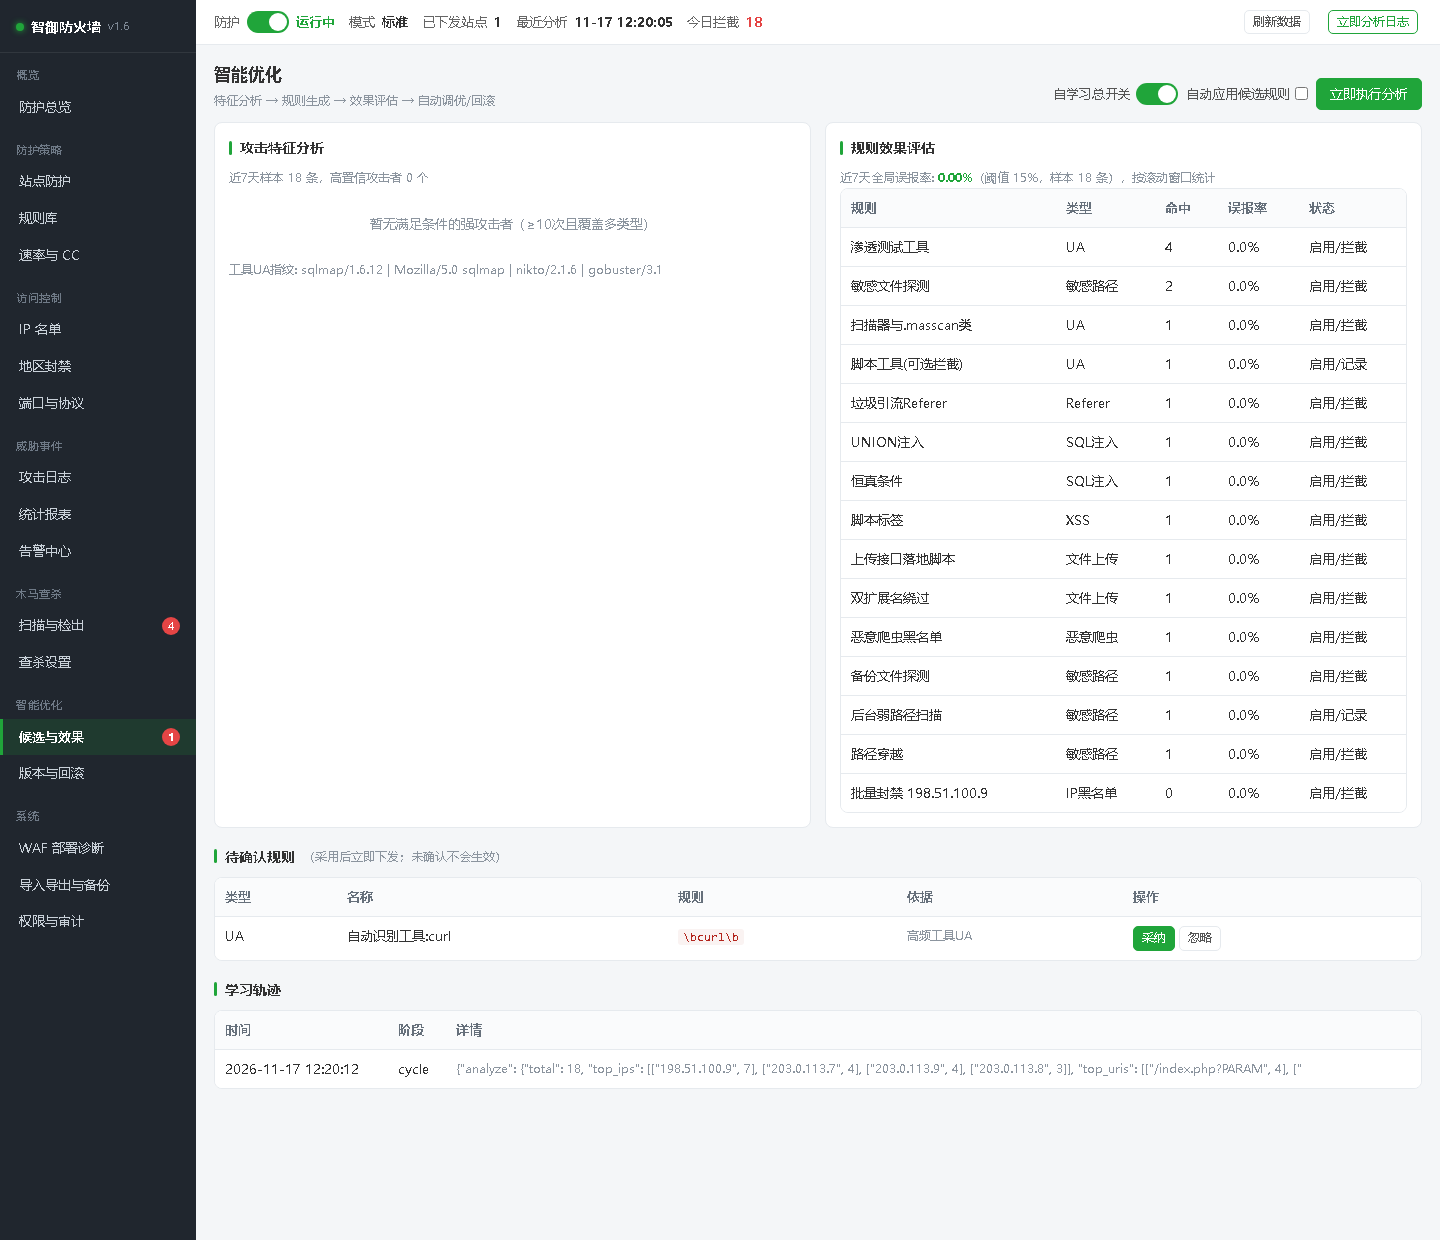 智御防火墙 v1.6
概览
防护总览
防护策略
站点防护
规则库
速率与 CC
访问控制
IP 名单
地区封禁
端口与协议
威胁事件
攻击日志
统计报表
告警中心
木马查杀
扫描与检出 4
查杀设置
智能优化
候选与效果 1
版本与回滚
系统
WAF 部署诊断
导入导出与备份
权限与审计
防护 运行中 模式 标准 已下发站点 1 最近分析 11-17 12:20:05 今日拦截 18 刷新数据 立即分析日志
智能优化
特征分析 → 规则生成 → 效果评估 → 自动调优/回滚
自学习总开关 自动应用候选规则 立即执行分析
攻击特征分析
近7天样本 18 条，高置信攻击者 0 个
暂无满足条件的强攻击者（≥10次且覆盖多类型）
工具UA指纹: sqlmap/1.6.12 | Mozilla/5.0 sqlmap | nikto/2.1.6 | gobuster/3.1
规则效果评估
近7天全局误报率: 0.00%（阈值 15%，样本 18 条），按滚动窗口统计
规则 类型 命中 误报率 状态
渗透测试工具 UA 4 0.0% 启用/拦截
敏感文件探测 敏感路径 2 0.0% 启用/拦截
扫描器与.masscan类 UA 1 0.0% 启用/拦截
脚本工具(可选拦截) UA 1 0.0% 启用/记录
垃圾引流Referer Referer 1 0.0% 启用/拦截
UNION注入 SQL注入 1 0.0% 启用/拦截
恒真条件 SQL注入 1 0.0% 启用/拦截
脚本标签 XSS 1 0.0% 启用/拦截
上传接口落地脚本 文件上传 1 0.0% 启用/拦截
双扩展名绕过 文件上传 1 0.0% 启用/拦截
恶意爬虫黑名单 恶意爬虫 1 0.0% 启用/拦截
备份文件探测 敏感路径 1 0.0% 启用/拦截
后台弱路径扫描 敏感路径 1 0.0% 启用/记录
路径穿越 敏感路径 1 0.0% 启用/拦截
批量封禁 198.51.100.9 IP黑名单 0 0.0% 启用/拦截
待确认规则 （采用后立即下发；未确认不会生效）
类型 名称 规则 依据 操作
UA 自动识别工具:curl \bcurl\b 高频工具UA 采纳 忽略
学习轨迹
时间 阶段 详情
2026-11-17 12:20:12 cycle {"analyze": {"total": 18, "top_ips": [["198.51.100.9", 7], ["203.0.113.7", 4], ["203.0.113.9", 4], ["203.0.113.8", 3]], "top_uris": [["/index.php?PARAM", 4], ["